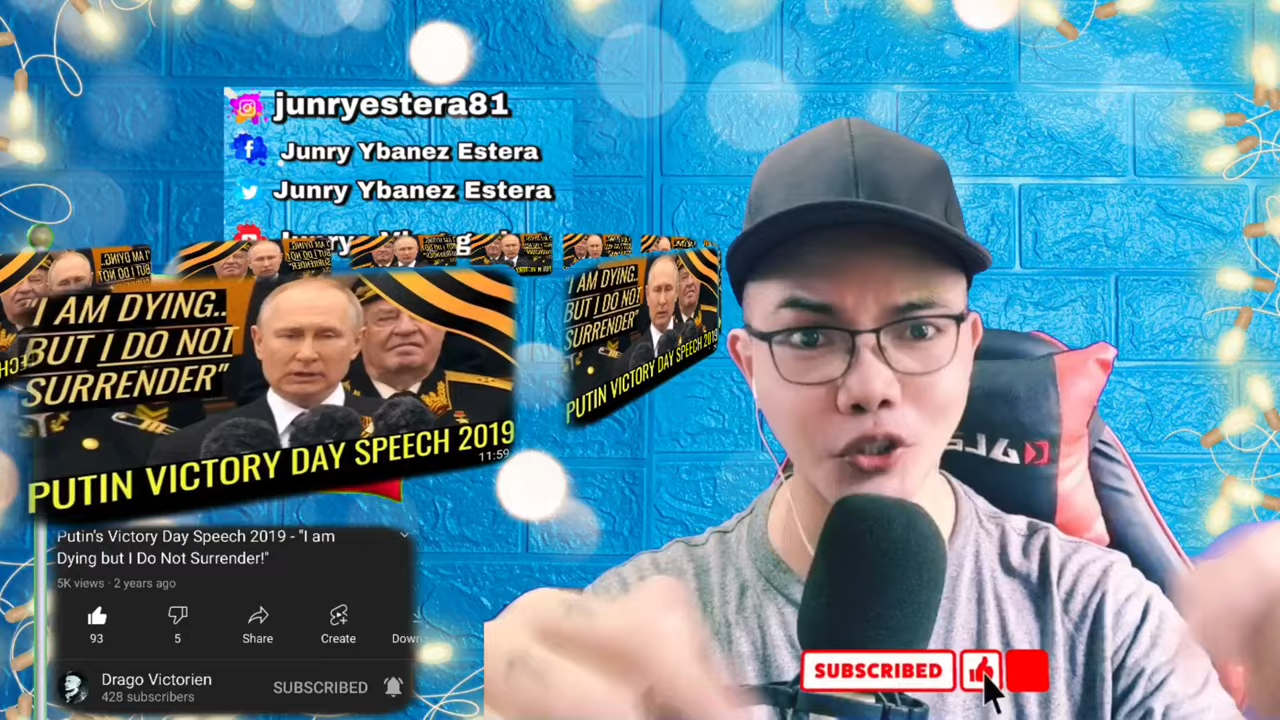 junryestera81
Junry Ybanez Estera
Junry Ybanez Estera
"I AM DYING..
BUT I DO NOT
SURRENDER"
PUTIN VICTORY DAY SPEECH 2019
11:59
"I AM DYING..
BUT I DO NOT
SURRENDER"
PUTIN VICTORY DAY SPEECH 2019
Putin's Victory Day Speech 2019 - "I am
Dying but I Do Not Surrender!"
5K views · 2 years ago
93
5
Share
Create
Down
Drago Victorien
428 subscribers
SUBSCRIBED
SUBSCRIBED